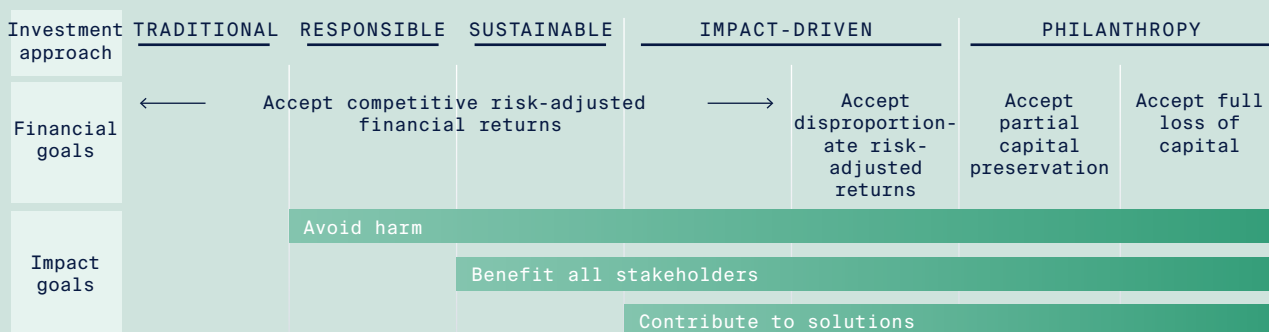 Investment
approach
TRADITIONAL
RESPONSIBLE
SUSTAINABLE
IMPACT-DRIVEN
PHILANTHROPY
Financial
goals
Accept competitive risk-adjusted
financial returns
Accept
disproportion-
ate risk-
adjusted
returns
Accept
partial
capital
preservation
Accept full
loss of
capital
Impact
goals
Avoid harm
Benefit all stakeholders
Contribute to solutions